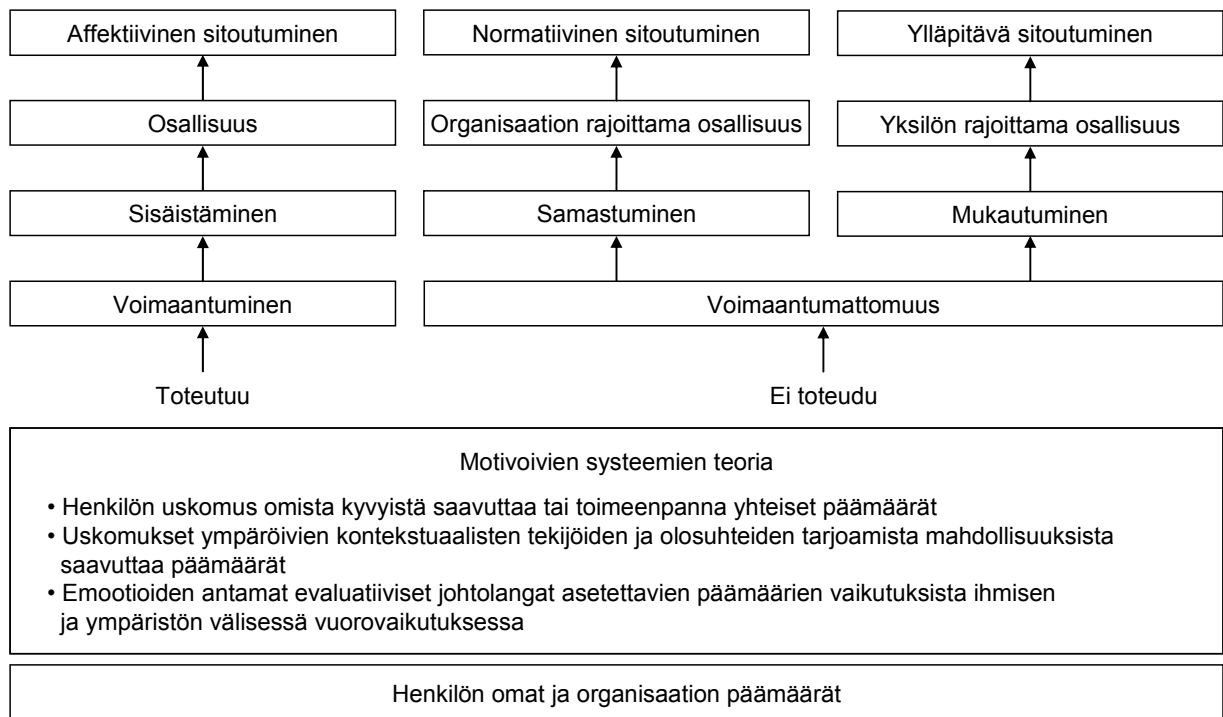 Affektiivinen sitoutuminen
Normatiivinen sitoutuminen
Ylläpitävä sitoutuminen
Osallisuus
Organisaation rajoittama osallisuus
Yksilön rajoittama osallisuus
Sisäistäminen
Samastuminen
Mukautuminen
Voimaantuminen
Voimaantumattomuus
Toteutuu
Ei toteudu
Motivoivien systeemien teoria
• Henkilön uskomus omista kyvyistä saavuttaa tai toimeenpanna yhteiset päämäärät
• Uskomukset ympäröivien kontekstuaalisten tekijöiden ja olosuhteiden tarjoamista mahdollisuuksista
saavuttaa päämäärät
• Emootioiden antamat evaluatiiviset johtolangat asetettavien päämäärien vaikutuksista ihmisen
ja ympäristön välisessä vuorovaikutuksessa
Henkilön omat ja organisaation päämäärät